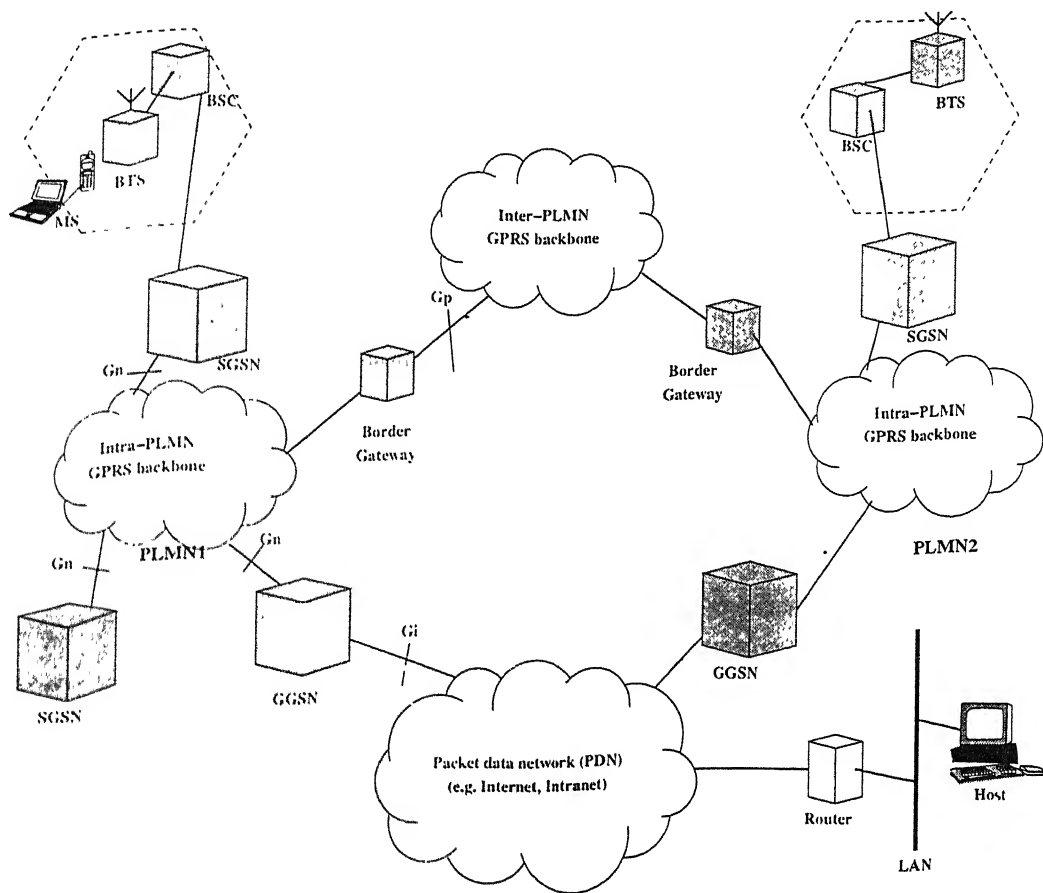 BSC
BTS
MS
BTS
BSC
Inter–PLMN
GPRS backbone
Gp
SGSN
Gn
SGSN
Border
Gateway
Border
Gateway
Intra–PLMN
GPRS backbone
Intra–PLMN
GPRS backbone
PLMN1
Gn
Gn
PLMN2
SGSN
GGSN
Gi
GGSN
Packet data network (PDN)
(e.g. Internet, Intranet)
Router
Host
LAN